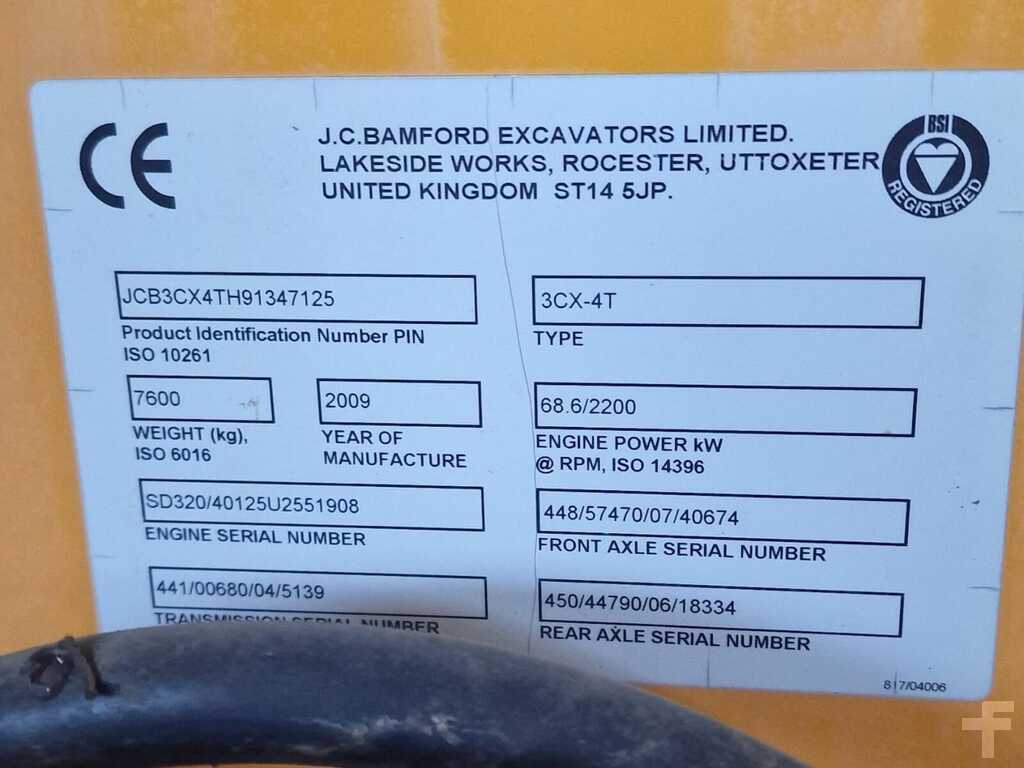 CE
J.C.BAMFORD EXCAVATORS LIMITED.
LAKESIDE WORKS, ROCESTER, UTTOXETER
UNITED KINGDOM ST14 5JP.
BSI
REGISTERED
JCB3CX4TH91347125
Product Identification Number PIN
ISO 10261
3CX-4T
TYPE
7600
WEIGHT (kg),
ISO 6016
2009
YEAR OF
MANUFACTURE
68.6/2200
ENGINE POWER kW
@ RPM, ISO 14396
SD320/40125U2551908
ENGINE SERIAL NUMBER
448/57470/07/40674
FRONT AXLE SERIAL NUMBER
441/00680/04/5139
TRANSMISSION SERIAL NUMBER
450/44790/06/18334
REAR AXLE SERIAL NUMBER
817/04006